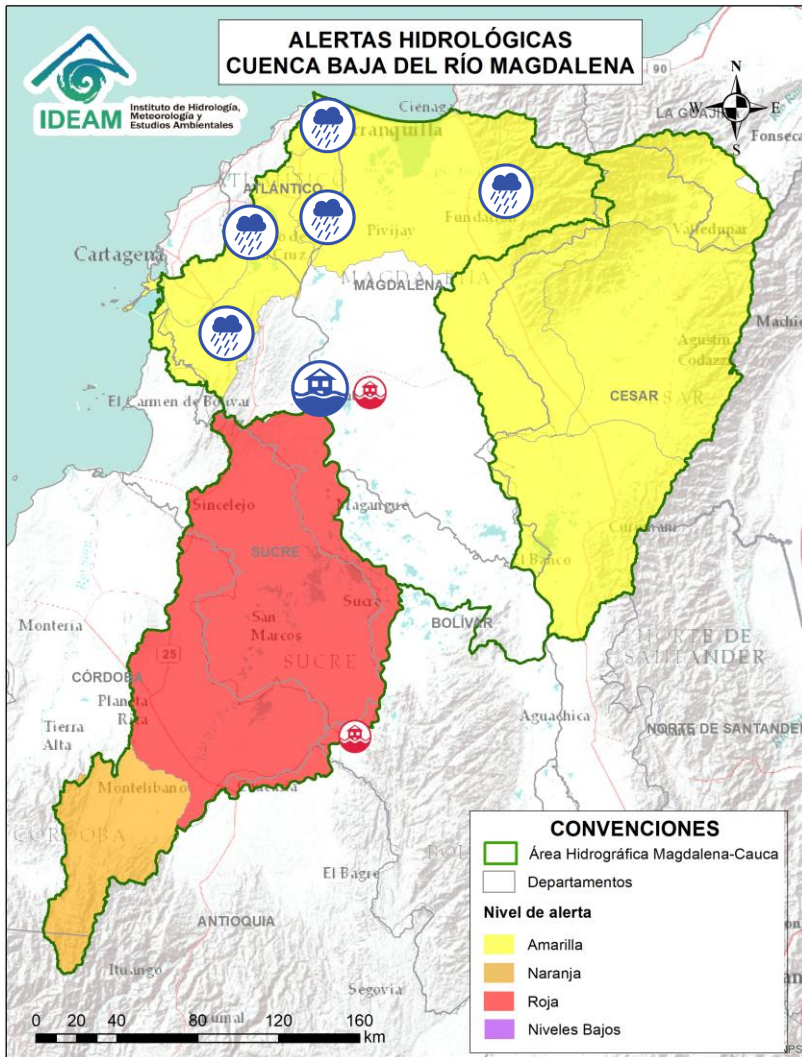 ALERTAS HIDROLÓGICAS
CUENCA BAJA DEL RÍO MAGDALENA
IDEAM
Instituto de Hidrología,
Meteorología y
Estudios Ambientales
N
W
E
S
90
Ciénaga
LA GUAJIRA
Fonseca
ATLÁNTICO
Cartagena
Pivijay
Fundación
Valledupar
MAGDALENA
MAGDALENA
Agustín
Codazzi
El Carmen de Bolívar
CESAR
Sincelejo
Magangué
SUCRE
El Banco
San
Marcos
Sucre
BOLÍVAR
Montería
SUCRE
NORTE DE
SANTANDER
25
CÓRDOBA
Planeta
Rica
Tierra
Alta
Aguachica
NORTE DE SANTANDER
Montelíbano
CÓRDOBA
El Bagre
ANTIOQUIA
Ituango
Segovia
0 20 40 80 120 160
km
CONVENCIONES
Área Hidrográfica Magdalena-Cauca
Departamentos
Nivel de alerta
Amarilla
Naranja
Roja
Niveles Bajos